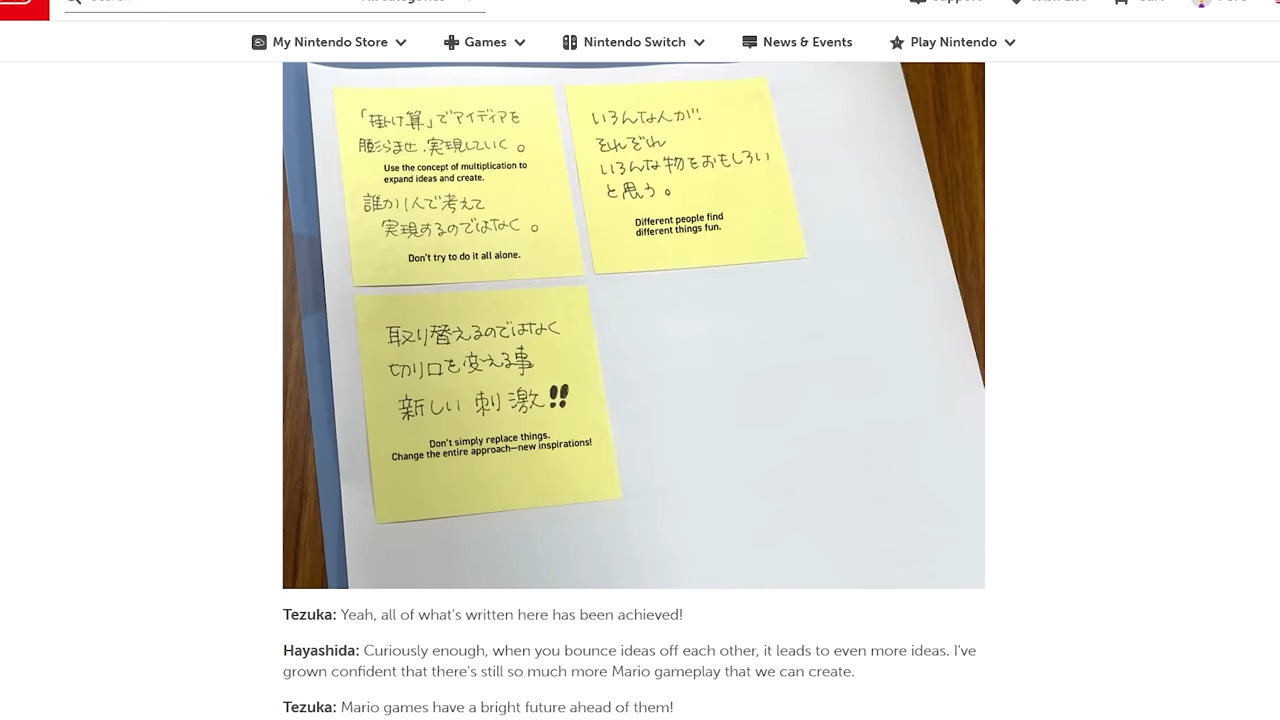 My Nintendo Store
Games
Nintendo Switch
News & Events
Play Nintendo
「掛け算」でアイディアを
膨らませ、実現していく。
Use the concept of multiplication to
expand ideas and create.
誰か1人で考えて
実現するのではなく。
Don't try to do it all alone.
いろんな人が、
それぞれ
いろんな物をおもしろい
と思う。
Different people find
different things fun.
取り替えるのではなく
切り口を変える事
新しい刺激!!
Don't simply replace things.
Change the entire approach—new inspirations!
Tezuka: Yeah, all of what's written here has been achieved!
Hayashida: Curiously enough, when you bounce ideas off each other, it leads to even more ideas. I've
grown confident that there's still so much more Mario gameplay that we can create.
Tezuka: Mario games have a bright future ahead of them!